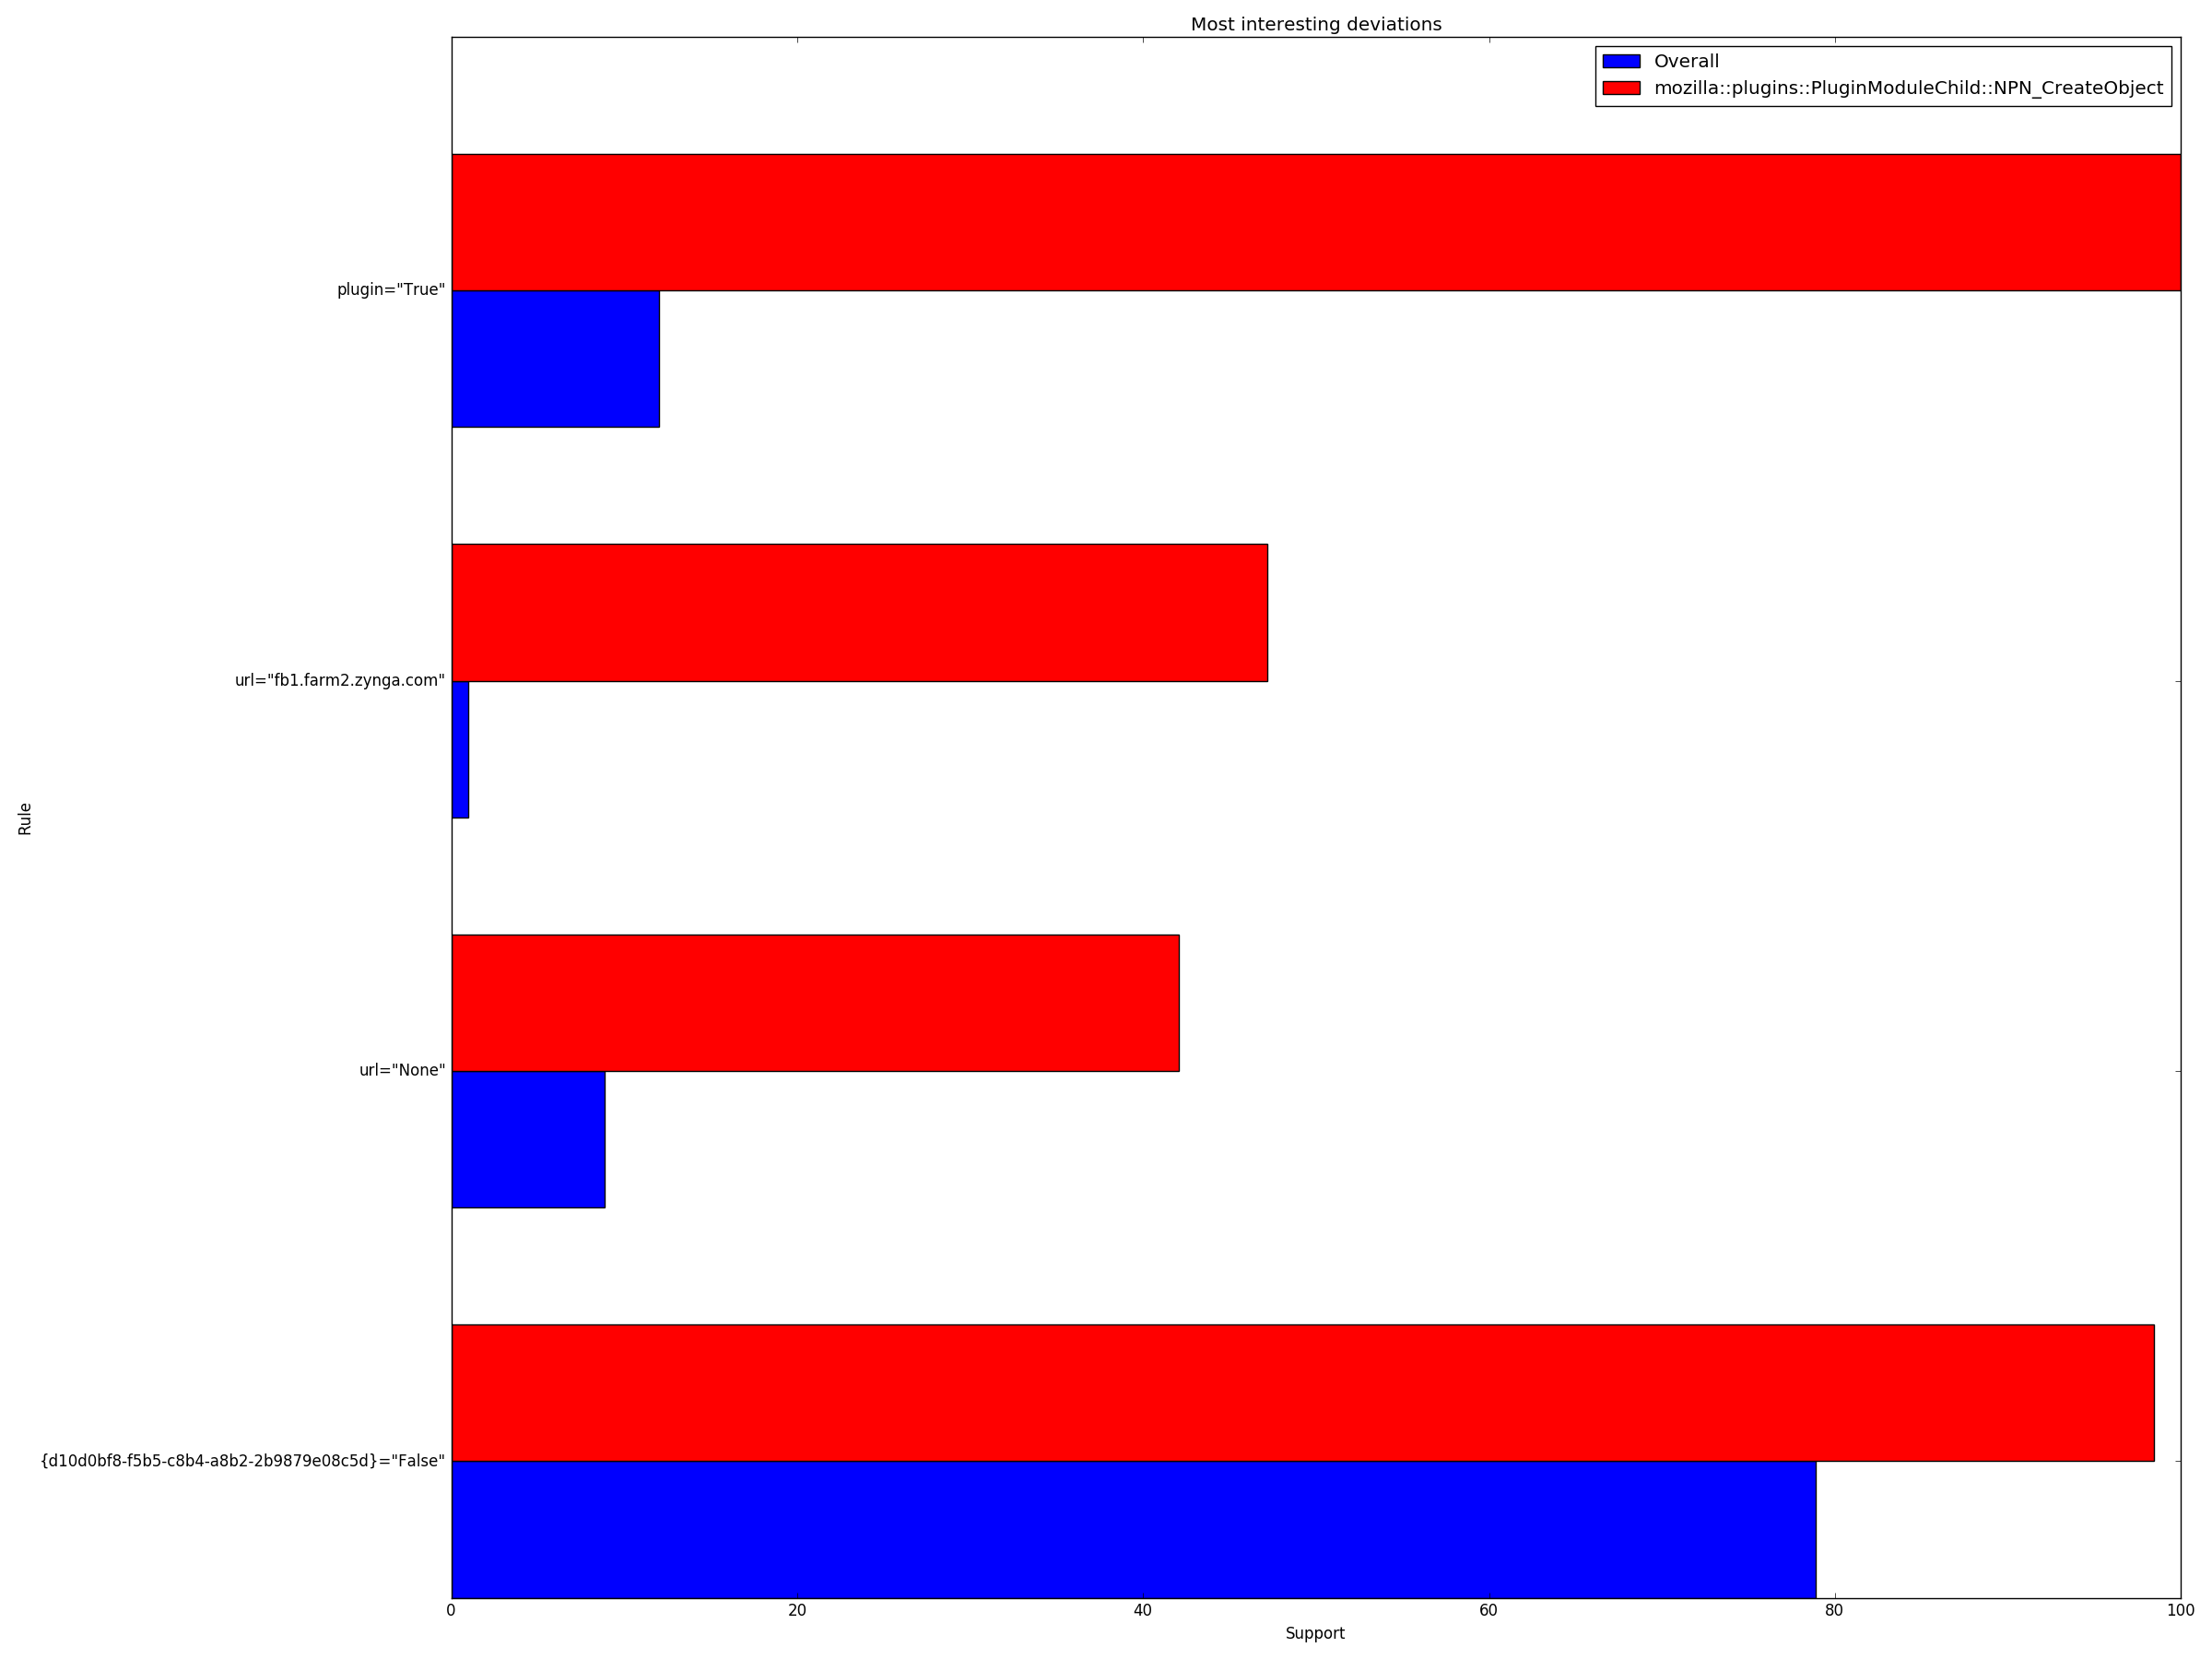 Most interesting deviations
Overall
mozilla::plugins::PluginModuleChild::NPN_CreateObject
plugin="True"
url="fb1.farm2.zynga.com"
Rule
url="None"
{d10d0bf8-f5b5-c8b4-a8b2-2b9879e08c5d}="False"
0 20 40 60 80 100
Support